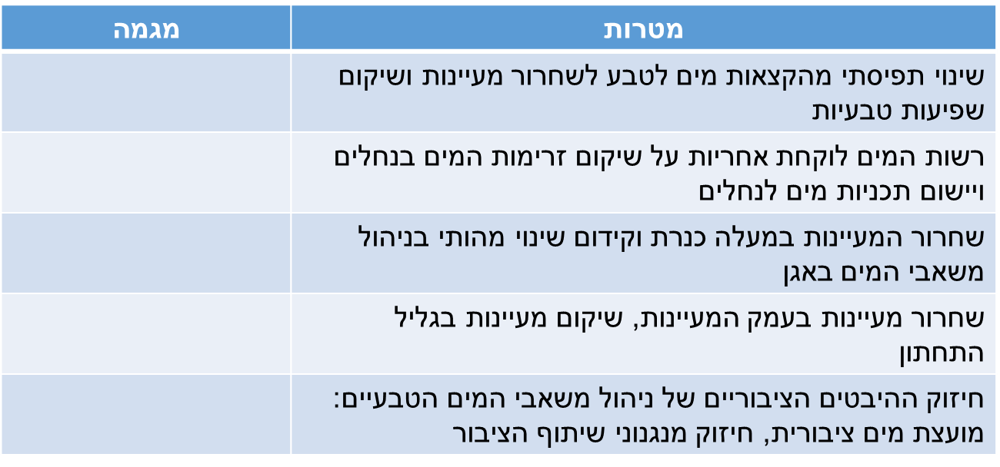 מטרות
מגמה
שינוי תפיסתי מהקצאות מים לטבע לשחרור מעיינות ושיקום
שפיעות טבעיות
רשות המים לוקחת אחריות על שיקום זרימות המים בנחלים
ויישום תכניות מים לנחלים
שחרור המעיינות במעלה כנרת וקידום שינוי מהותי בניהול
משאבי המים באגן
שחרור מעיינות בעמק המעיינות, שיקום מעיינות בגליל
התחתון
חיזוק ההיבטים הציבוריים של ניהול משאבי המים הטבעיים:
מועצת מים ציבורית, חיזוק מנגנוני שיתוף הציבור